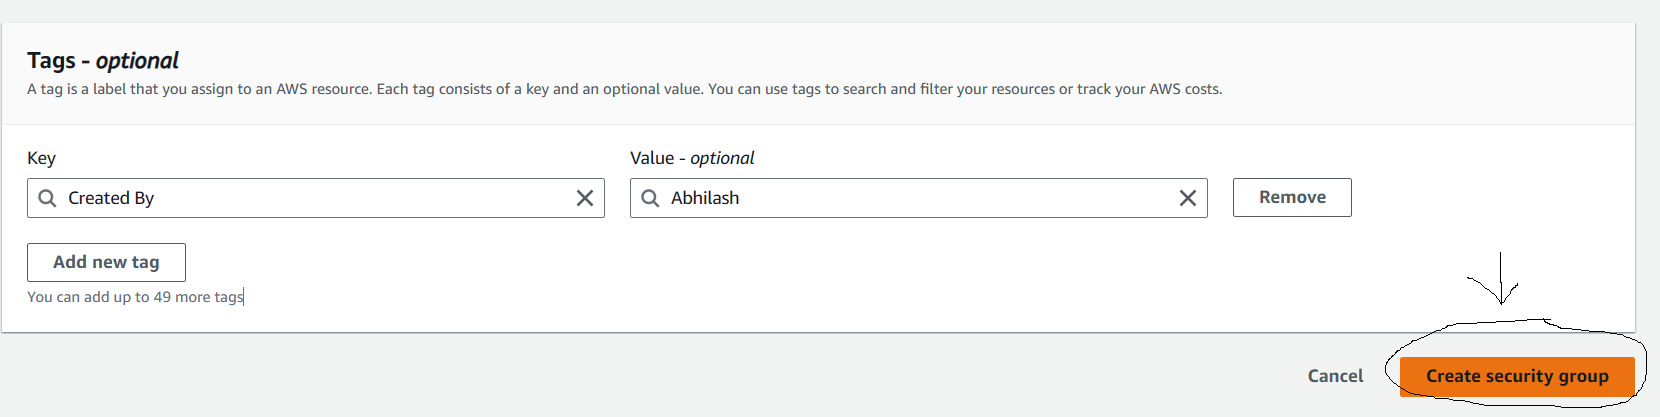 Tags - optional
A tag is a label that you assign to an AWS resource. Each tag consists of a key and an optional value. You can use tags to search and filter your resources or track your AWS costs.
Key
Value - optional
Created By
Abhilash
Remove
Add new tag
You can add up to 49 more tags
Cancel
Create security group